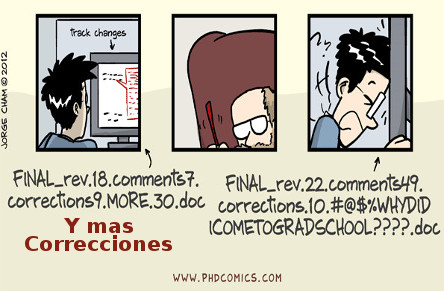 track changes
JORGE CHAM © 2012
FINAL_rev.18.comments7.
corrections9.MORE.30.doc
Y mas
Correcciones
FINAL_rev.22.comments49.
corrections.10.#@$%WHYDID
ICOMETOGRADSCHOOL????.doc
WWW.PHDCOMICS.COM